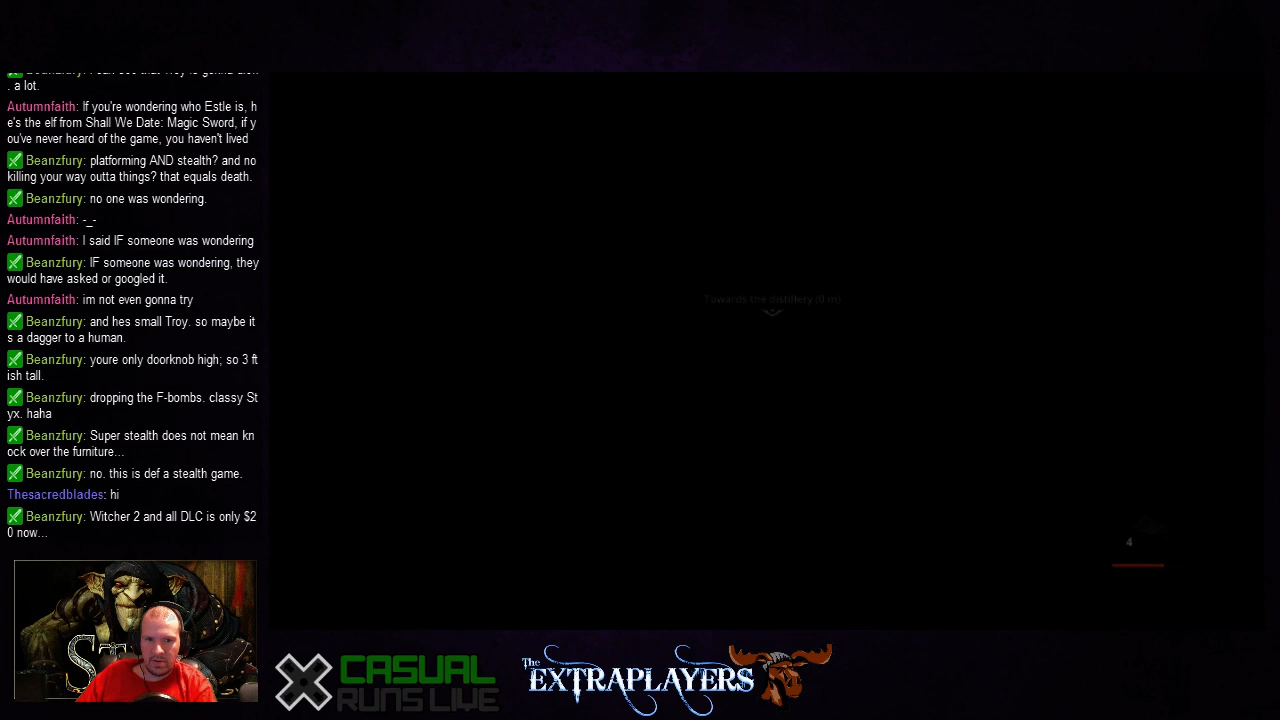 . a lot.
Autumnfaith: If you're wondering who Estle is, h
e's the elf from Shall We Date: Magic Sword, if y
ou've never heard of the game, you haven't lived
Beanzfury: platforming AND stealth? and no
killing your way outta things? that equals death.
Beanzfury: no one was wondering.
Autumnfaith: -_-
Autumnfaith: I said IF someone was wondering
Beanzfury: IF someone was wondering, they
would have asked or googled it.
Autumnfaith: im not even gonna try
Beanzfury: and hes small Troy. so maybe it
s a dagger to a human.
Beanzfury: youre only doorknob high; so 3 ft
ish tall.
Beanzfury: dropping the F-bombs. classy St
yx. haha
Beanzfury: Super stealth does not mean kn
ock over the furniture...
Beanzfury: no. this is def a stealth game.
Thesacredblades: hi
Beanzfury: Witcher 2 and all DLC is only $2
0 now...
Towards the distillery
4
CASUAL
RUNS LIVE
The
EXTRAPLAYERS